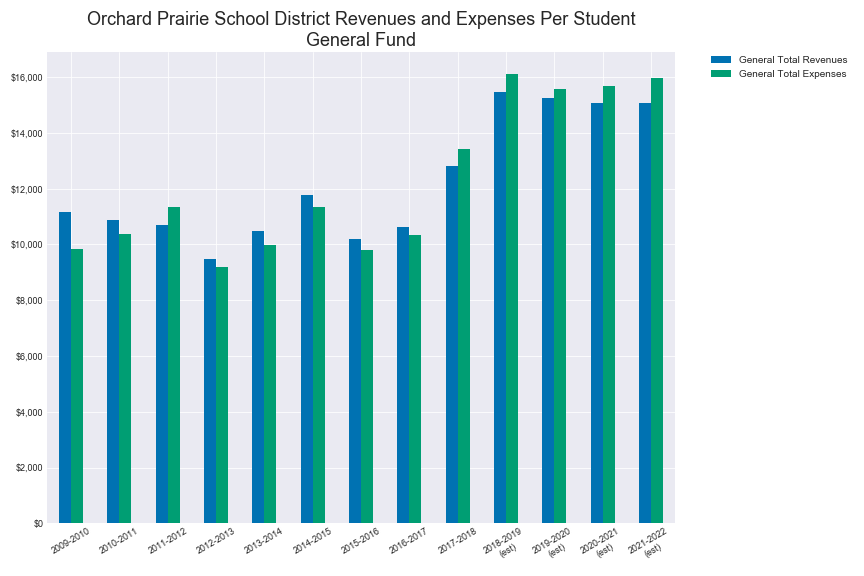 Orchard Prairie School District Revenues and Expenses Per Student
General Fund
General Total Revenues
General Total Expenses
$16,000
$14,000
$12,000
$10,000
$8,000
$6,000
$4,000
$2,000
$0
2009-2010
2010-2011
2011-2012
2012-2013
2013-2014
2014-2015
2015-2016
2016-2017
2017-2018
2018-2019
(est)
2019-2020
(est)
2020-2021
(est)
2021-2022
(est)